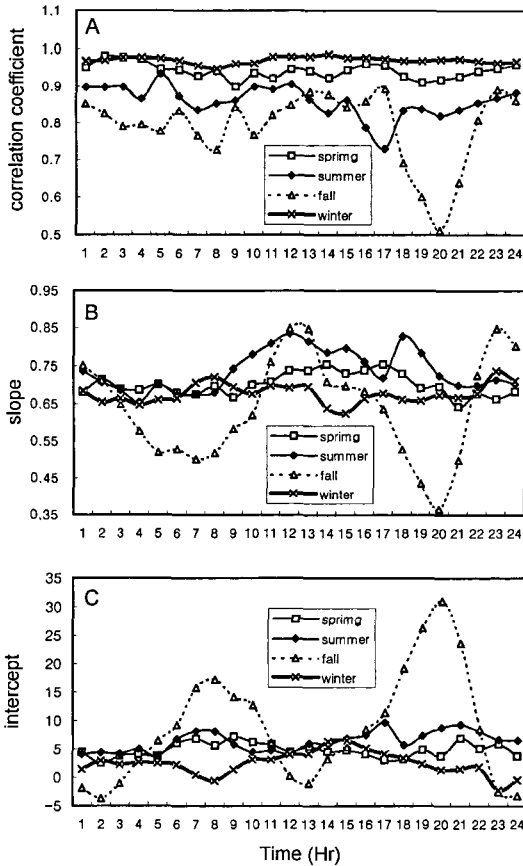 A
correlation coefficient
1.1
1.0
0.9
0.8
0.7
0.6
0.5
sprimg
summer
fall
winter
1 2 3 4 5 6 7 8 9 10 11 12 13 14 15 16 17 18 19 20 21 22 23 24
B
slope
0.95
0.85
0.75
0.65
0.55
0.45
0.35
sprimg
summer
fall
winter
1 2 3 4 5 6 7 8 9 10 11 12 13 14 15 16 17 18 19 20 21 22 23 24
C
intercept
35
30
25
20
15
10
5
0
−5
sprimg
summer
fall
winter
1 2 3 4 5 6 7 8 9 10 11 12 13 14 15 16 17 18 19 20 21 22 23 24
Time (Hr)